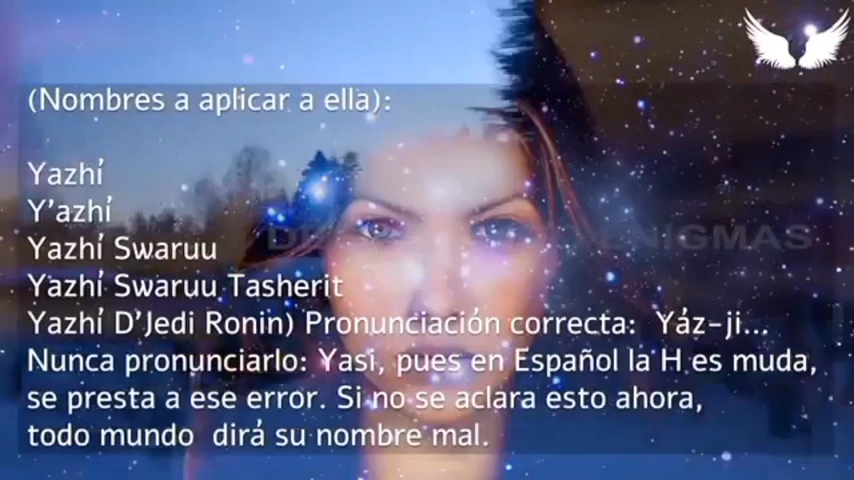 (Nombres a aplicar a ella):
Yazhí
Y'azhí
Yazhí Swaruu
Yazhí Swaruu Tasherit
Yazhí D'Jedi Ronin) Pronunciación correcta: Yáz-ji...
Nunca pronunciarlo: Yasi, pues en Español la H es muda,
se presta a ese error. Si no se aclara esto ahora,
todo mundo dirá su nombre mal.
ENIGMAS